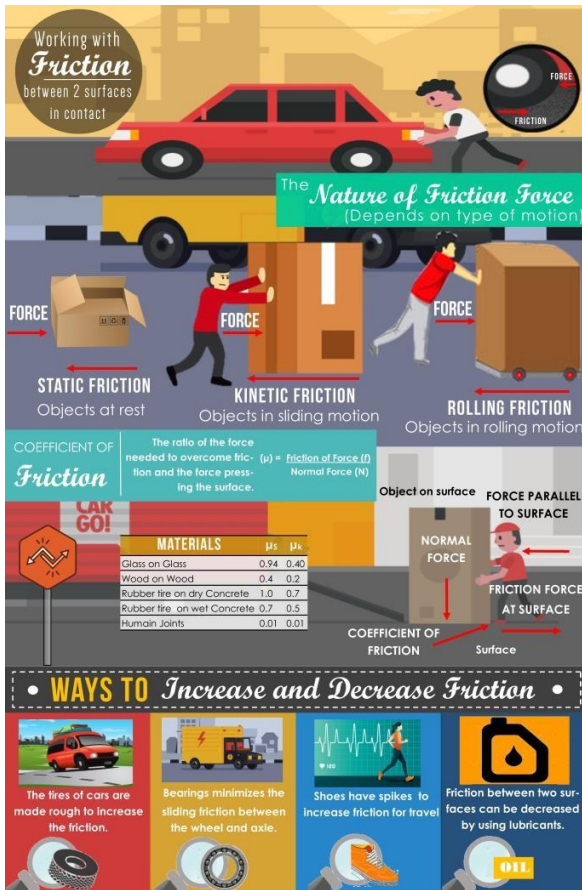 Working with
Friction
between 2 surfaces
in contact
FORCE
FRICTION
The Nature of Friction Force
(Depends on type of motion)
FORCE
STATIC FRICTION
Objects at rest
FORCE
KINETIC FRICTION
Objects in sliding motion
FORCE
ROLLING FRICTION
Objects in rolling motion
COEFFICIENT OF
Friction
The ratio of the force
needed to overcome fric-
tion and the force press-
ing the surface.
(μ) = Friction of Force (f)
Normal Force (N)
CAR
GO!
MATERIALS μS μk
Glass on Glass 0.94 0.40
Wood on Wood 0.4 0.2
Rubber tire on dry Concrete 1.0 0.7
Rubber tire on wet Concrete 0.7 0.5
Humain Joints 0.01 0.01
Object on surface
FORCE PARALLEL
TO SURFACE
NORMAL
FORCE
FRICTION FORCE
AT SURFACE
COEFFICIENT OF
FRICTION
Surface
• WAYS TO Increase and Decrease Friction •
The tires of cars are
made rough to increase
the friction.
Bearings minimizes the
sliding friction between
the wheel and axle.
120
Shoes have spikes to
increase friction for travel
Friction between two sur-
faces can be decreased
by using lubricants.
OIL